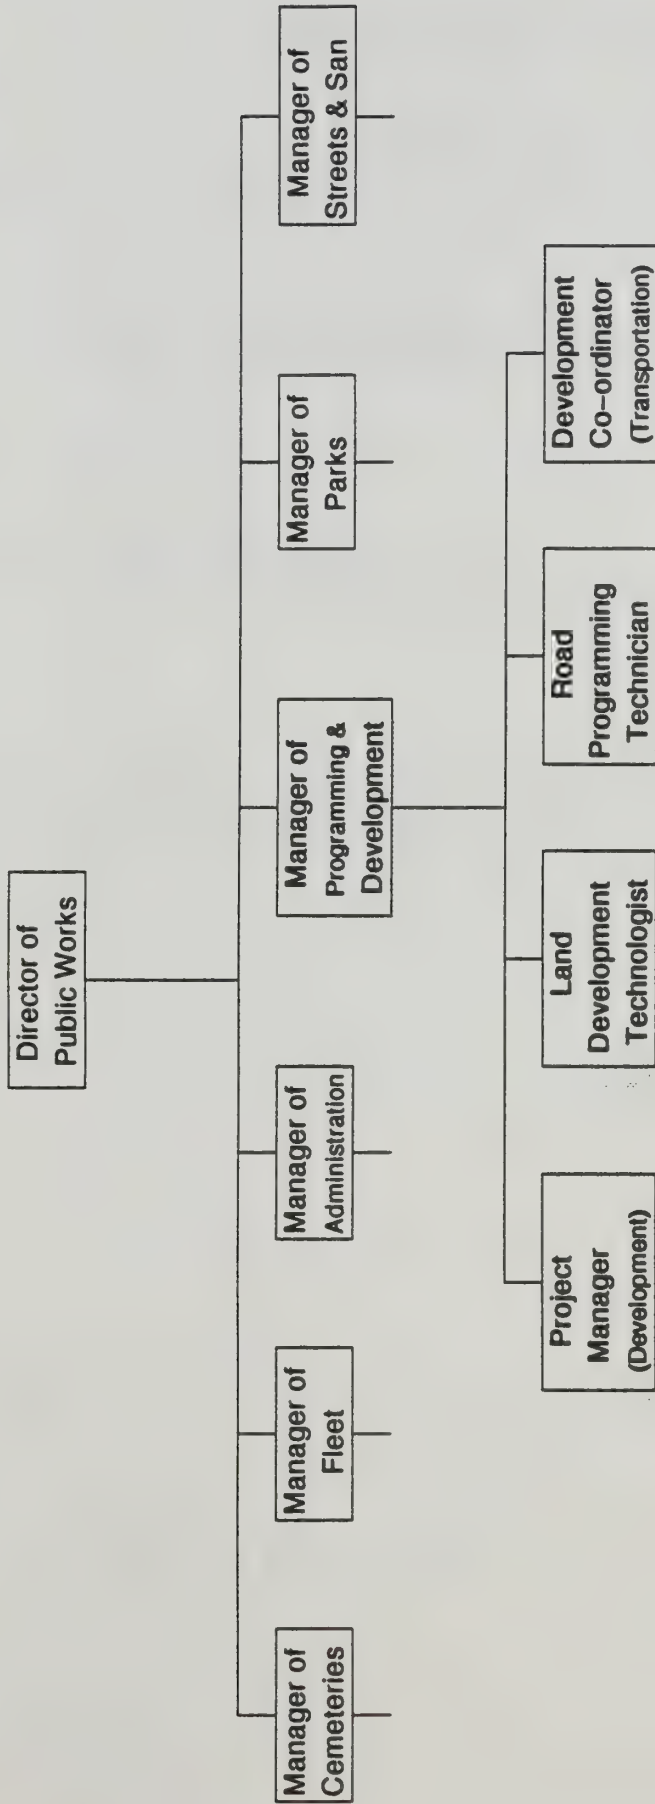 Director of
Public Works
Manager of
Cemeteries
Manager of
Fleet
Manager of
Administration
Manager of
Programming &
Development
Manager of
Parks
Manager of
Streets & San
Project
Manager
(Development)
Land
Development
Technologist
Road
Programming
Technician
Development
Co-ordinator
(Transportation)